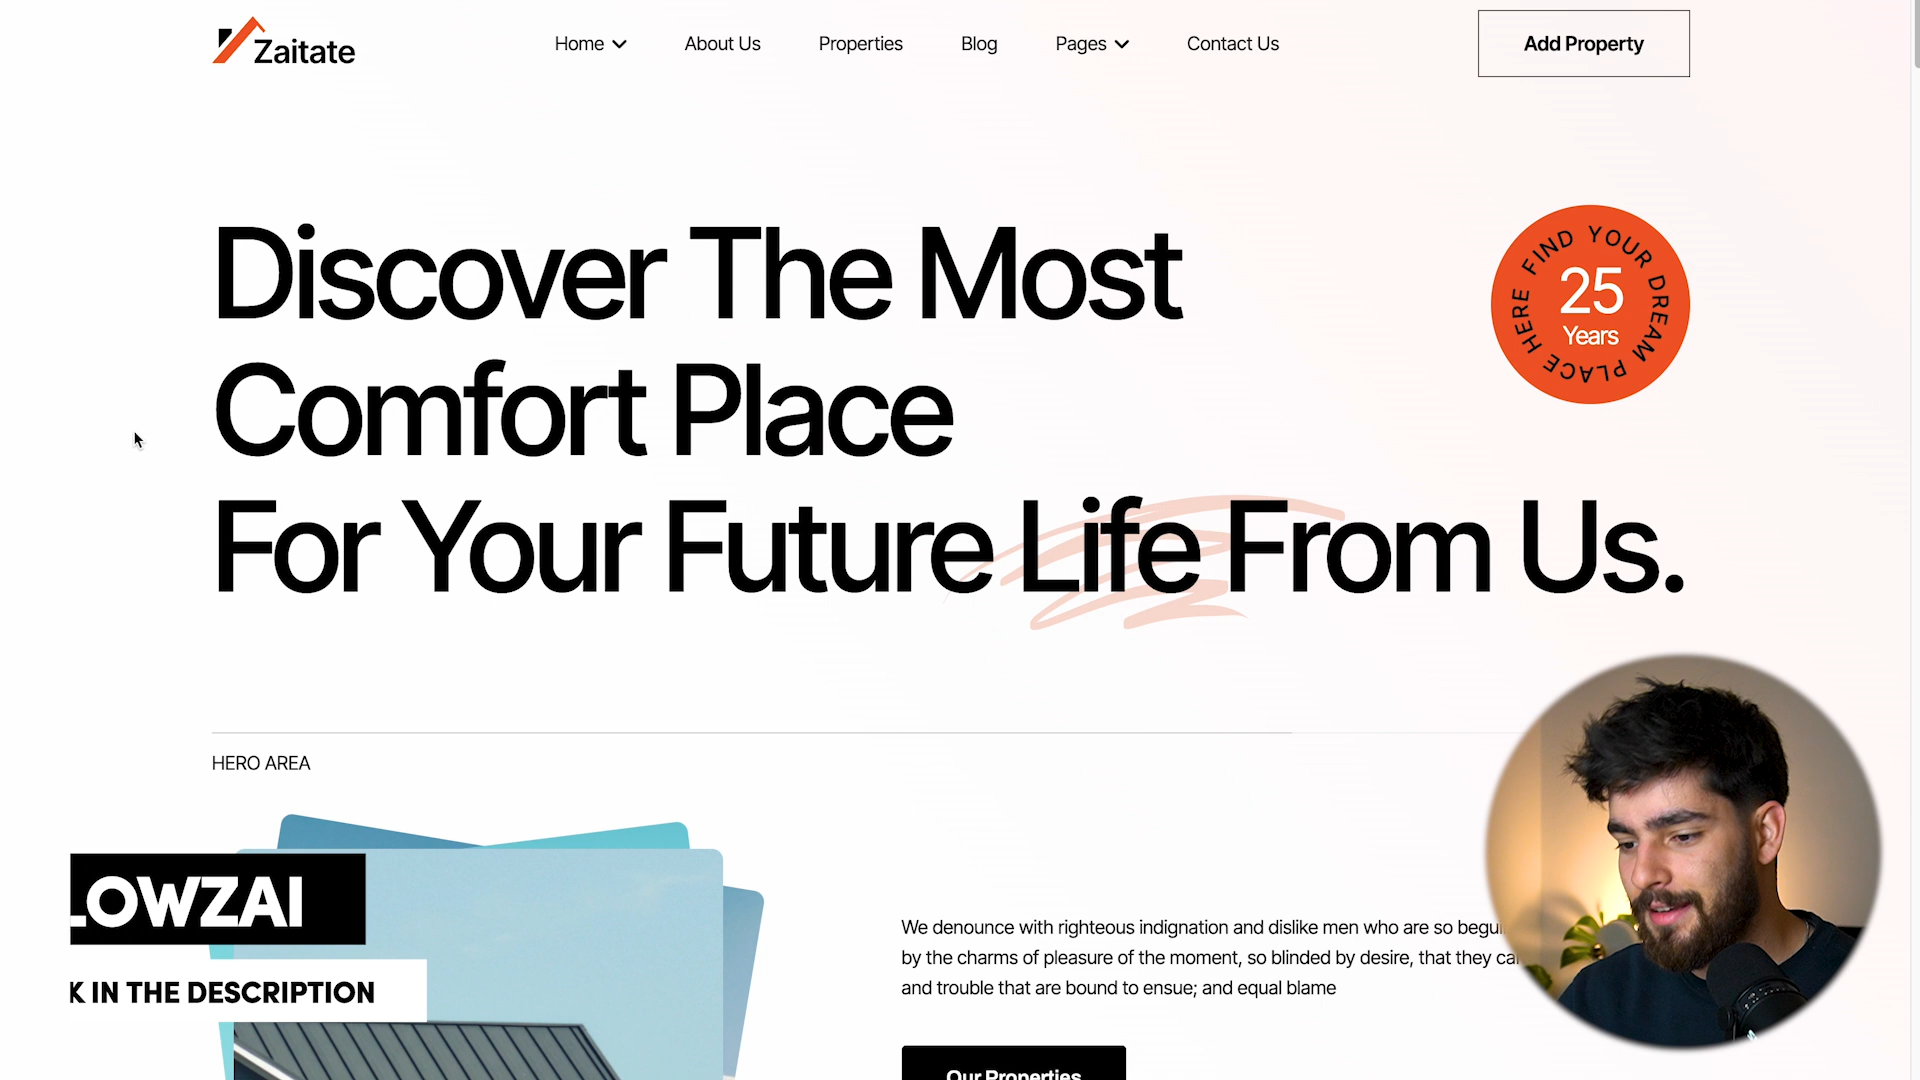 Zaitate
Home
About Us
Properties
Blog
Pages
Contact Us
Add Property
Discover The Most
Comfort Place
For Your Future Life From Us.
FIND YOUR DREAM PLACE HERE
25
Years
HERO AREA
LOWZAI
K IN THE DESCRIPTION
We denounce with righteous indignation and dislike men who are so
by the charms of pleasure of the moment, so blinded by desire, that they
and trouble that are bound to ensue; and equal blame
Our Properties